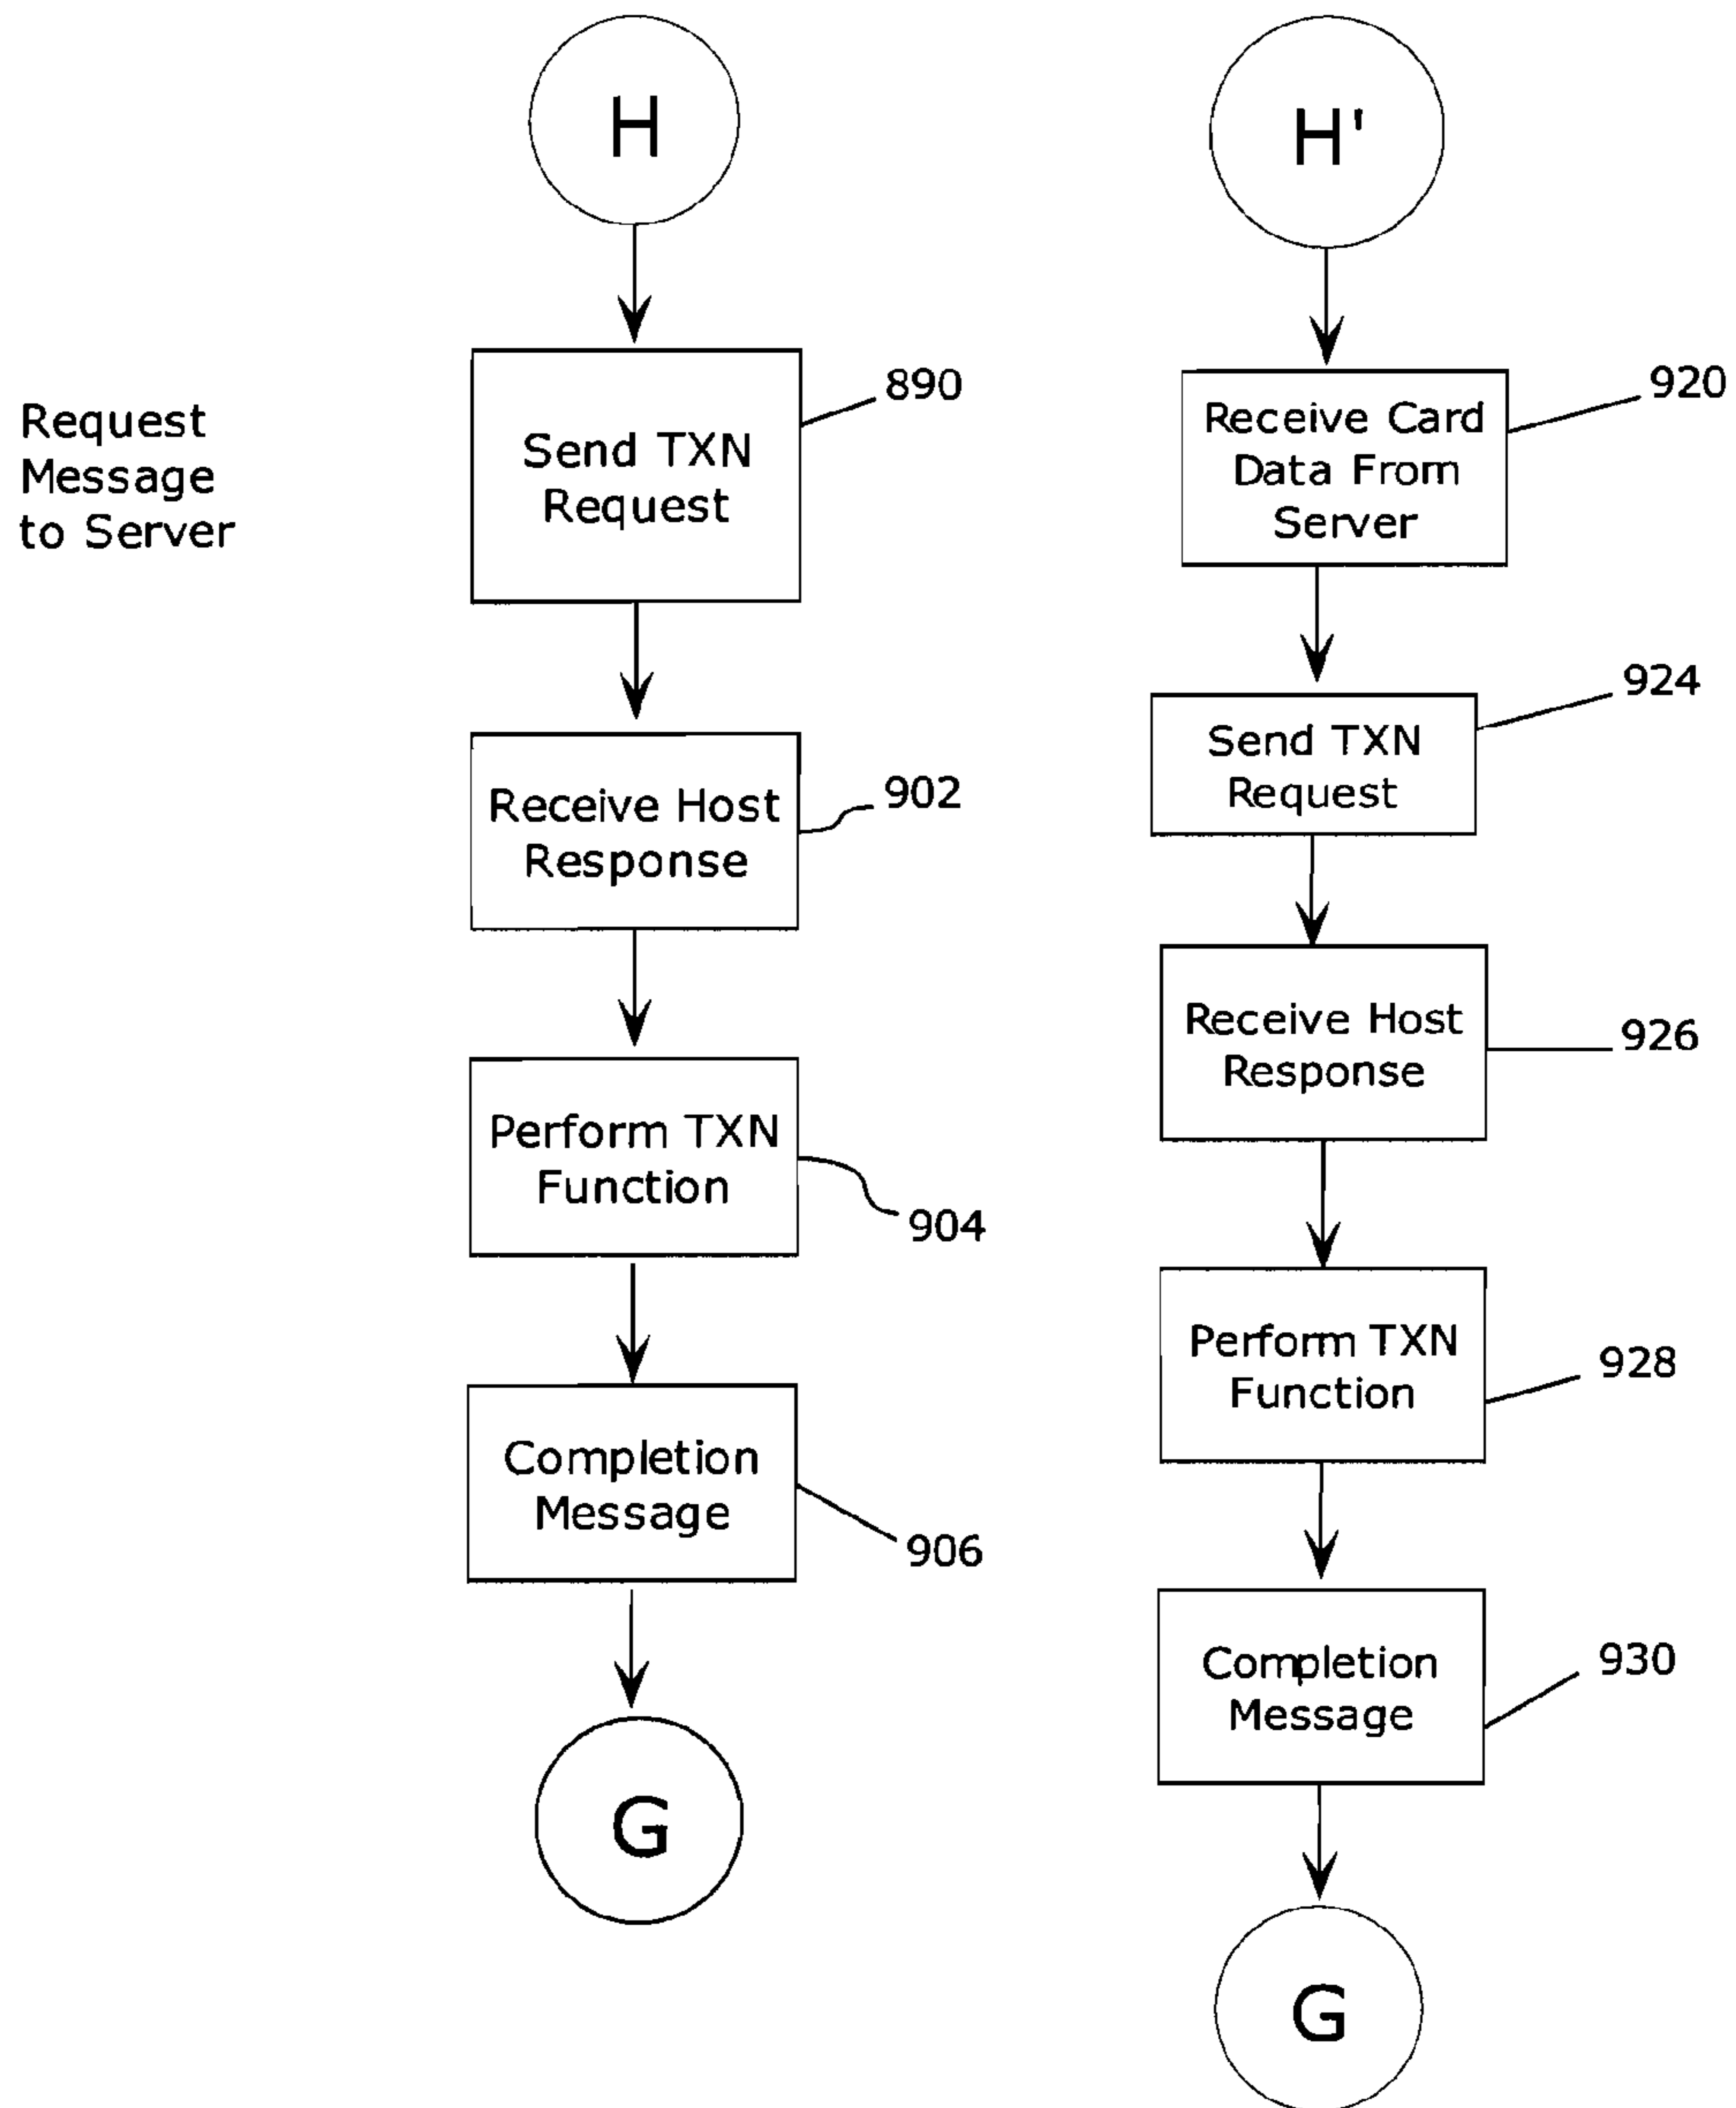 H
Request
Message
to Server
Send TXN
Request
890
Receive Host
Response
902
Perform TXN
Function
904
Completion
Message
906
G
H'
Receive Card
Data From
Server
920
Send TXN
Request
924
Receive Host
Response
926
Perform TXN
Function
928
Completion
Message
930
G